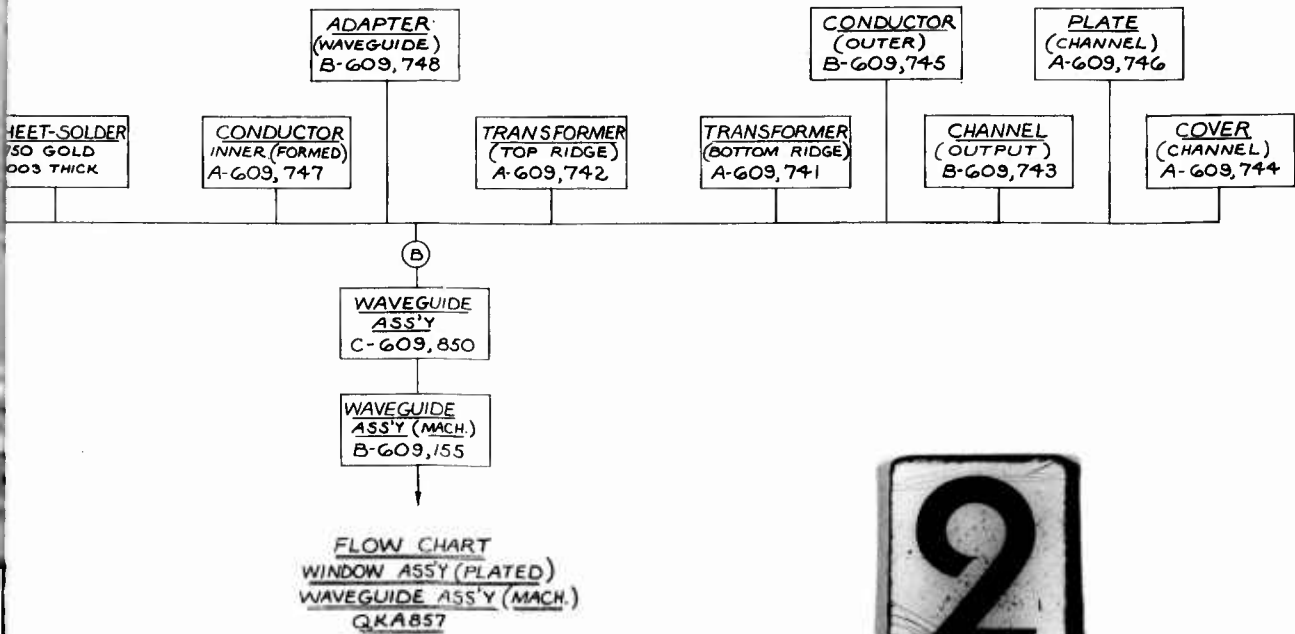 ADAPTER
(WAVEGUIDE)
B-609,748
CONDUCTOR
(OUTER)
B-609,745
PLATE
(CHANNEL)
A-609,746
HEET-SOLDER
750 GOLD
003 THICK
CONDUCTOR
INNER (FORMED)
A-609,747
TRANSFORMER
(TOP RIDGE)
A-609,742
TRANSFORMER
(BOTTOM RIDGE)
A-609,741
CHANNEL
(OUTPUT)
B-609,743
COVER
(CHANNEL)
A-609,744
B
WAVEGUIDE
ASS'Y
C-609,850
WAVEGUIDE
ASS'Y (MACH.)
B-609,155
FLOW CHART
WINDOW ASS'Y (PLATED)
WAVEGUIDE ASS'Y (MACH.)
QKA857
2